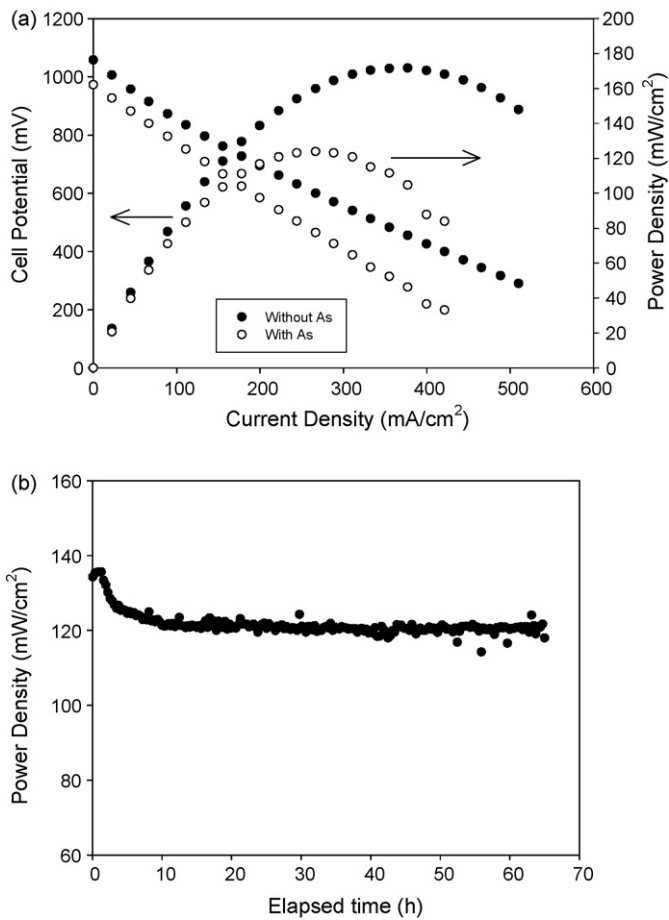 (a)
1200
1000
800
600
400
200
0
Cell Potential (mV)
200
180
160
140
120
100
80
60
40
20
0
Power Density (mW/cm²)
Without As
With As
0 100 200 300 400 500 600
Current Density (mA/cm²)
(b)
160
140
120
100
80
60
Power Density (mW/cm²)
0 10 20 30 40 50 60 70
Elapsed time (h)